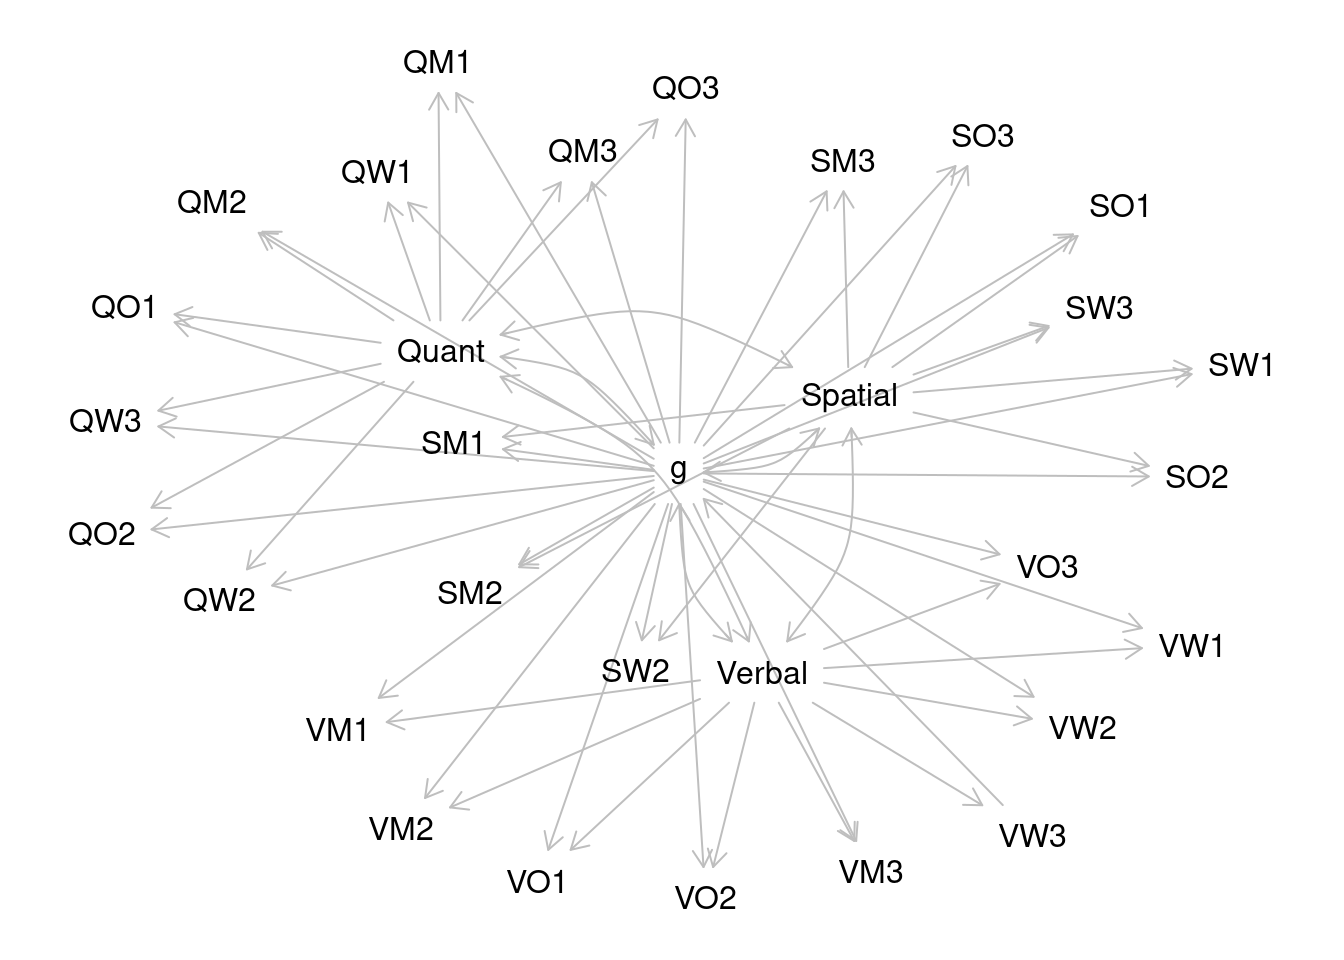 QM1
QO3
SO3
QM3
SM3
QW1
QM2
SO1
QO1
SW3
Quant
SW1
Spatial
QW3
SM1
g
SO2
QO2
VO3
SM2
QW2
VW1
SW2
Verbal
VM1
VW2
VM2
VW3
VM3
VO1
VO2